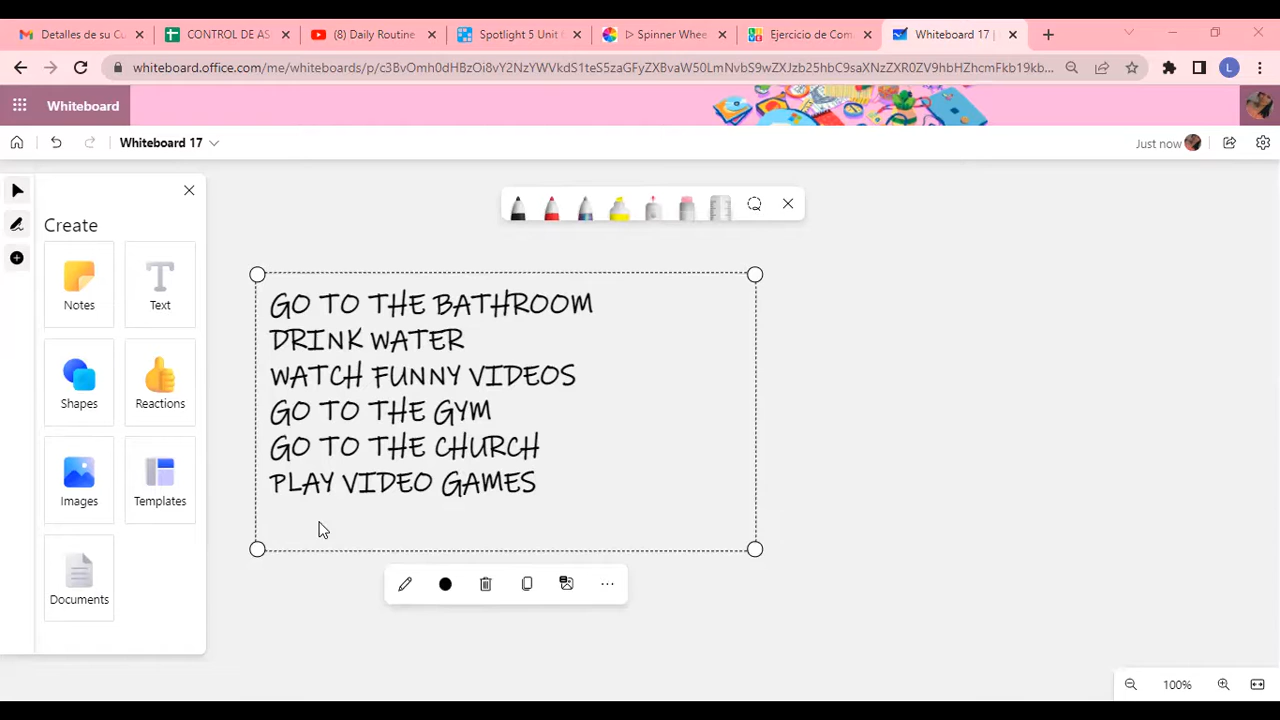 Detalles de su Cu
CONTROL DE AS
(8) Daily Routine
Spotlight 5 Unit
Spinner Whee
Ejercicio de Com
Whiteboard 17 |
whiteboard.office.com/me/whiteboards/p/
L
Whiteboard
Whiteboard 17
Just now
Create
Notes
Text
Shapes
Reactions
Images
Templates
Documents
GO TO THE BATHROOM
DRINK WATER
WATCH FUNNY VIDEOS
GO TO THE GYM
GO TO THE CHURCH
PLAY VIDEO GAMES
100%